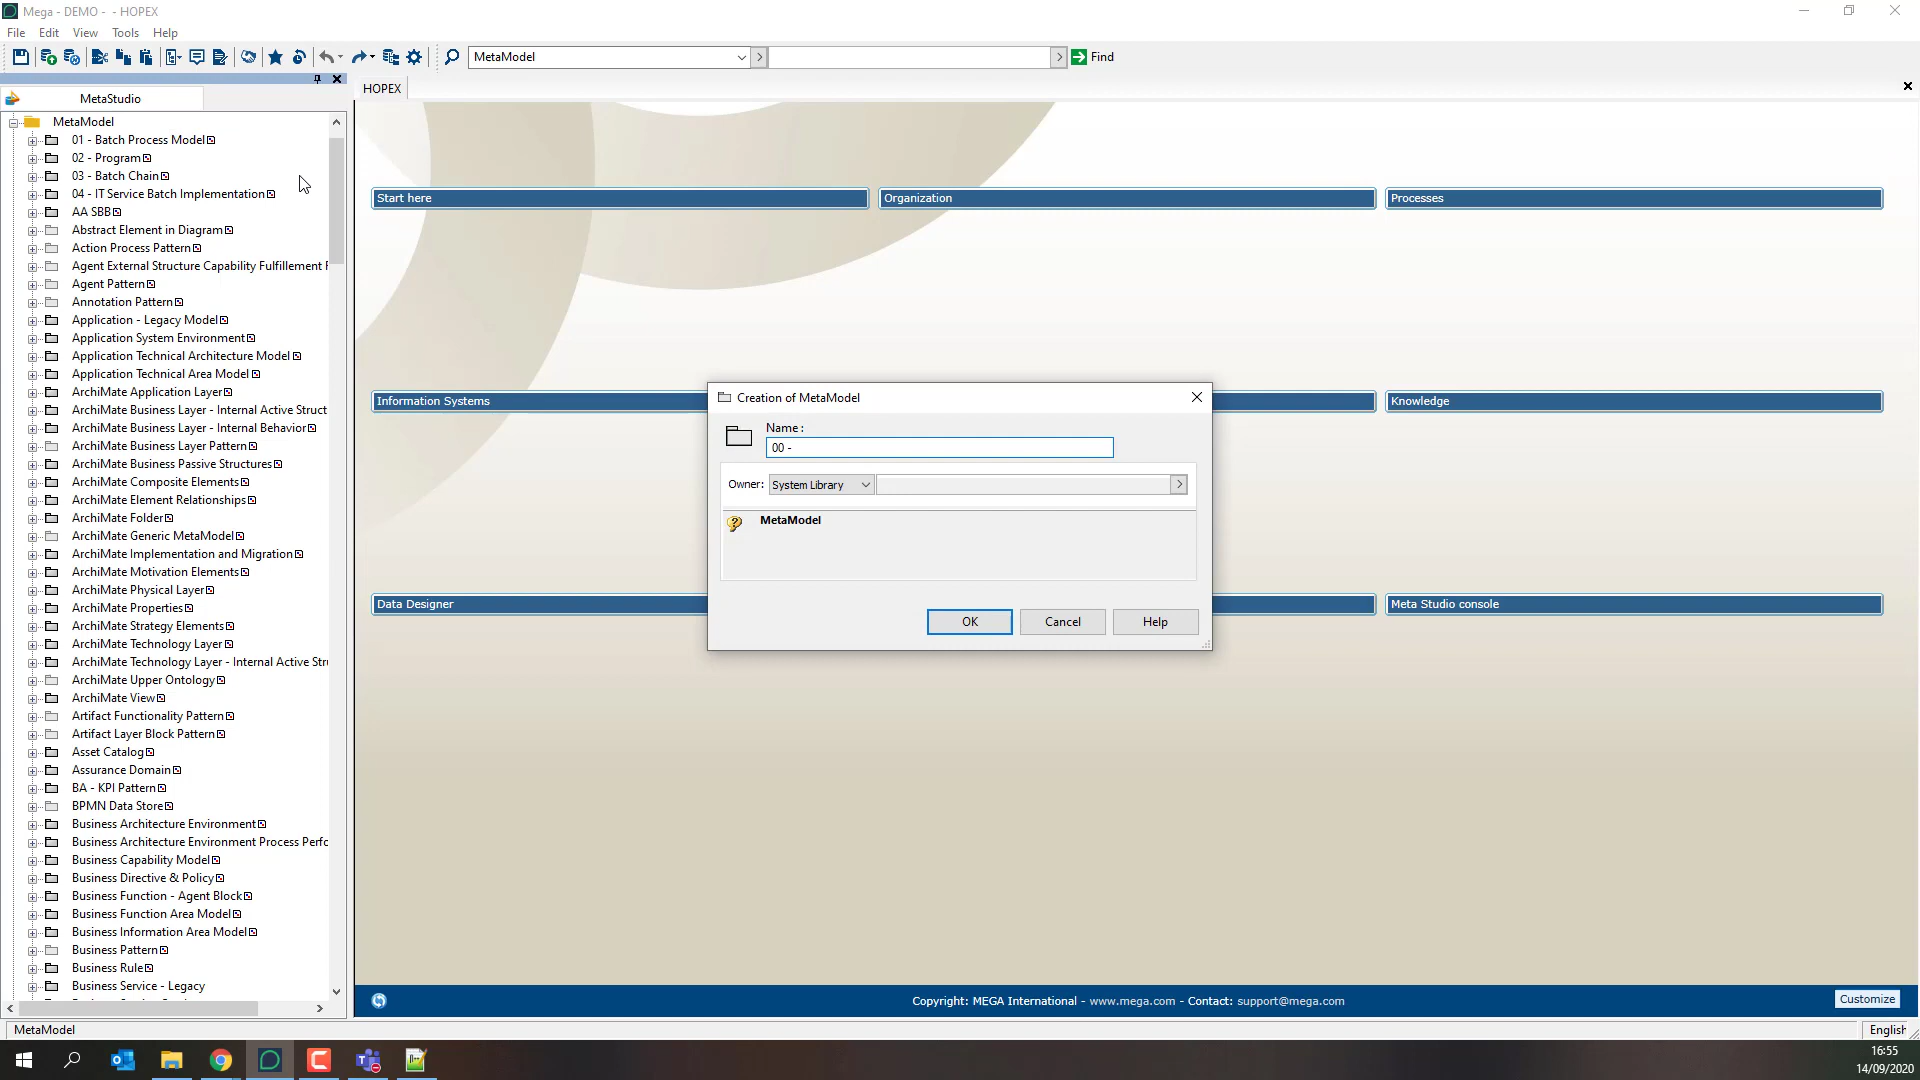 Mega - DEMO - - HOPEX
File Edit View Tools Help
MetaModel
Find
MetaStudio
HOPEX
MetaModel
01 - Batch Process Model
02 - Program
03 - Batch Chain
04 - IT Service Batch Implementation
AA SBB
Abstract Element in Diagram
Action Process Pattern
Agent External Structure Capability Fulfillment
Agent Pattern
Annotation Pattern
Application - Legacy Model
Application System Environment
Application Technical Architecture Model
Application Technical Area Model
ArchiMate Application Layer
ArchiMate Business Layer - Internal Active Struct
ArchiMate Business Layer - Internal Behavior
ArchiMate Business Layer Pattern
ArchiMate Business Passive Structures
ArchiMate Composite Elements
ArchiMate Element Relationships
ArchiMate Folder
ArchiMate Generic MetaModel
ArchiMate Implementation and Migration
ArchiMate Motivation Elements
ArchiMate Physical Layer
ArchiMate Properties
ArchiMate Strategy Elements
ArchiMate Technology Layer
ArchiMate Technology Layer - Internal Active Str
ArchiMate Upper Ontology
ArchiMate View
Artifact Functionality Pattern
Artifact Layer Block Pattern
Asset Catalog
Assurance Domain
BA - KPI Pattern
BPMN Data Store
Business Architecture Environment
Business Architecture Environment Process Perfo
Business Capability Model
Business Directive & Policy
Business Function - Agent Block
Business Function Area Model
Business Information Area Model
Business Pattern
Business Rule
Business Service - Legacy
Start here
Organization
Processes
Information Systems
Knowledge
Data Designer
Meta Studio console
Creation of MetaModel
Name :
00 -
Owner: System Library
MetaModel
OK Cancel Help
Copyright: MEGA International - www.mega.com - Contact: support@mega.com
Customize
MetaModel
English
16:55
14/09/2020